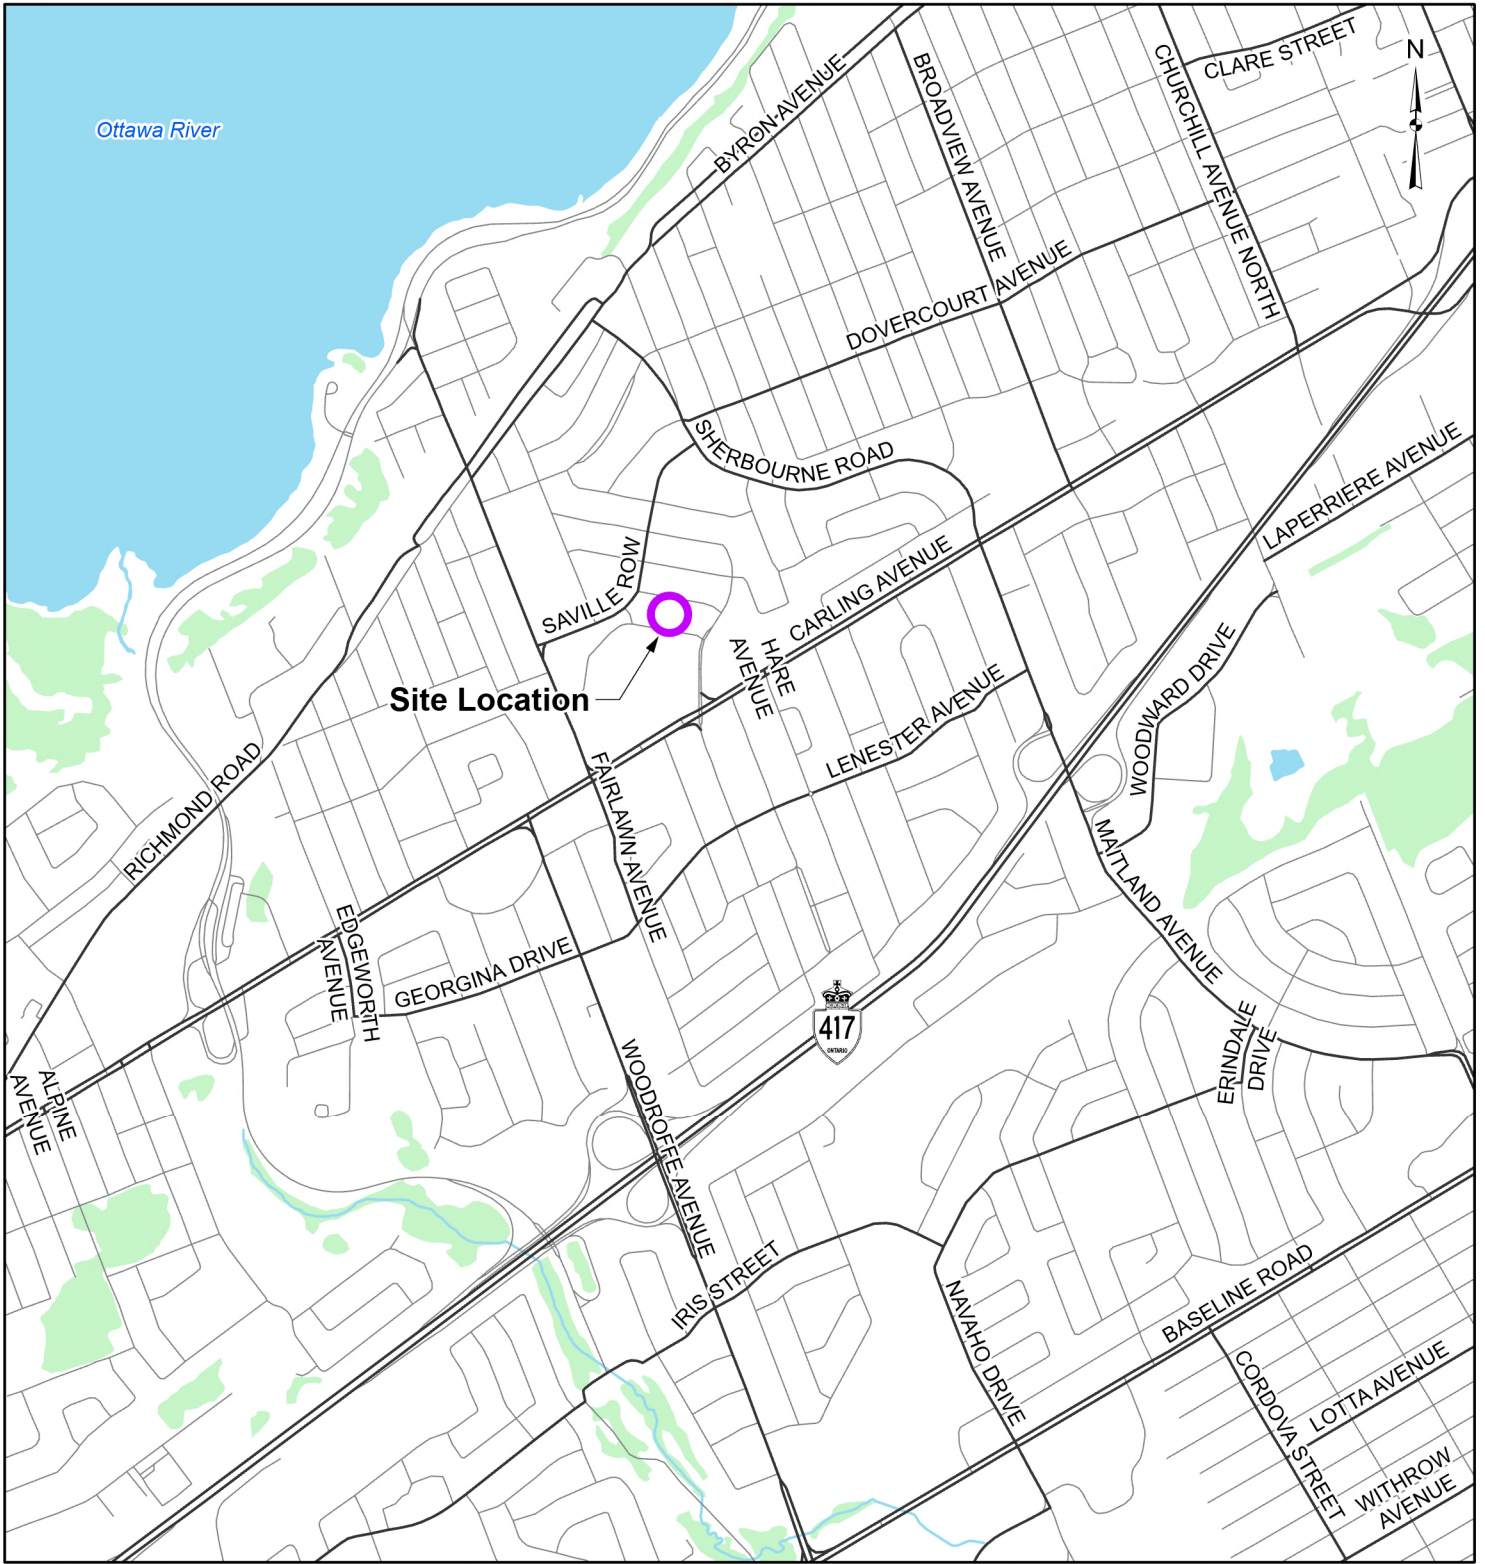 CLARE STREET
N
BYRON AVENUE
BROADVIEW AVENUE
CHURCHILL AVENUE NORTH
Ottawa River
DOVERCOURT AVENUE
SHERBOURNE ROAD
LAPERRIERE AVENUE
CARLING AVENUE
SAVILLE ROW
HARE
AVENUE
WOODWARD DRIVE
Site Location
LENESTER AVENUE
RICHMOND ROAD
FAIRLAWN AVENUE
MAITLAND AVENUE
EDGEWORTH
AVENUE
GEORGINA DRIVE
417
ONTARIO
ERINDALE
DRIVE
WOODROFFE AVENUE
ALPINE
AVENUE
IRIS STREET
NAVAHO DRIVE
BASELINE ROAD
CORDOVA STREET
LOTTA AVENUE
WITHROW
AVENUE